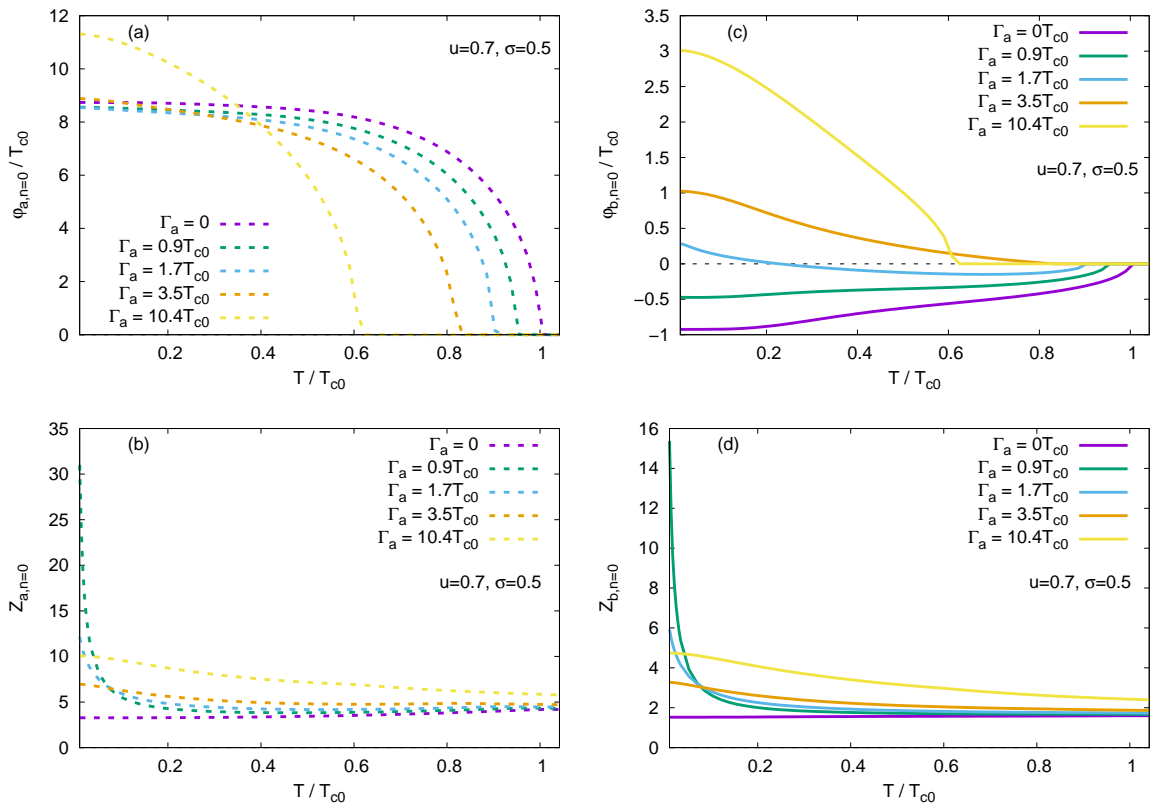 (a)
u=0.7, σ=0.5
φa,n=0 / Tc0
12
10
8
6
4
2
0
Γa = 0
Γa = 0.9Tc0
Γa = 1.7Tc0
Γa = 3.5Tc0
Γa = 10.4Tc0
0.2 0.4 0.6 0.8 1
T / Tc0
(c)
Γa = 0Tc0
Γa = 0.9Tc0
Γa = 1.7Tc0
Γa = 3.5Tc0
Γa = 10.4Tc0
u=0.7, σ=0.5
φb,n=0 / Tc0
3.5
3
2.5
2
1.5
1
0.5
0
−0.5
−1
0.2 0.4 0.6 0.8 1
T / Tc0
(b)
Γa = 0
Γa = 0.9Tc0
Γa = 1.7Tc0
Γa = 3.5Tc0
Γa = 10.4Tc0
u=0.7, σ=0.5
Za,n=0
35
30
25
20
15
10
5
0
0.2 0.4 0.6 0.8 1
T / Tc0
(d)
Γa = 0Tc0
Γa = 0.9Tc0
Γa = 1.7Tc0
Γa = 3.5Tc0
Γa = 10.4Tc0
u=0.7, σ=0.5
Zb,n=0
16
14
12
10
8
6
4
2
0
0.2 0.4 0.6 0.8 1
T / Tc0